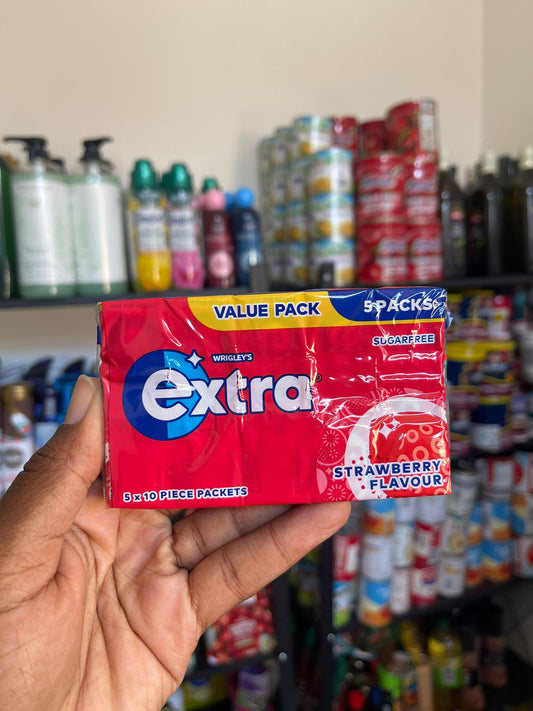 VALUE PACK
5 PACKS
SUGARFREE
WRIGLEY'S
extra
STRAWBERRY
FLAVOUR
5 x 10 PIECE PACKETS